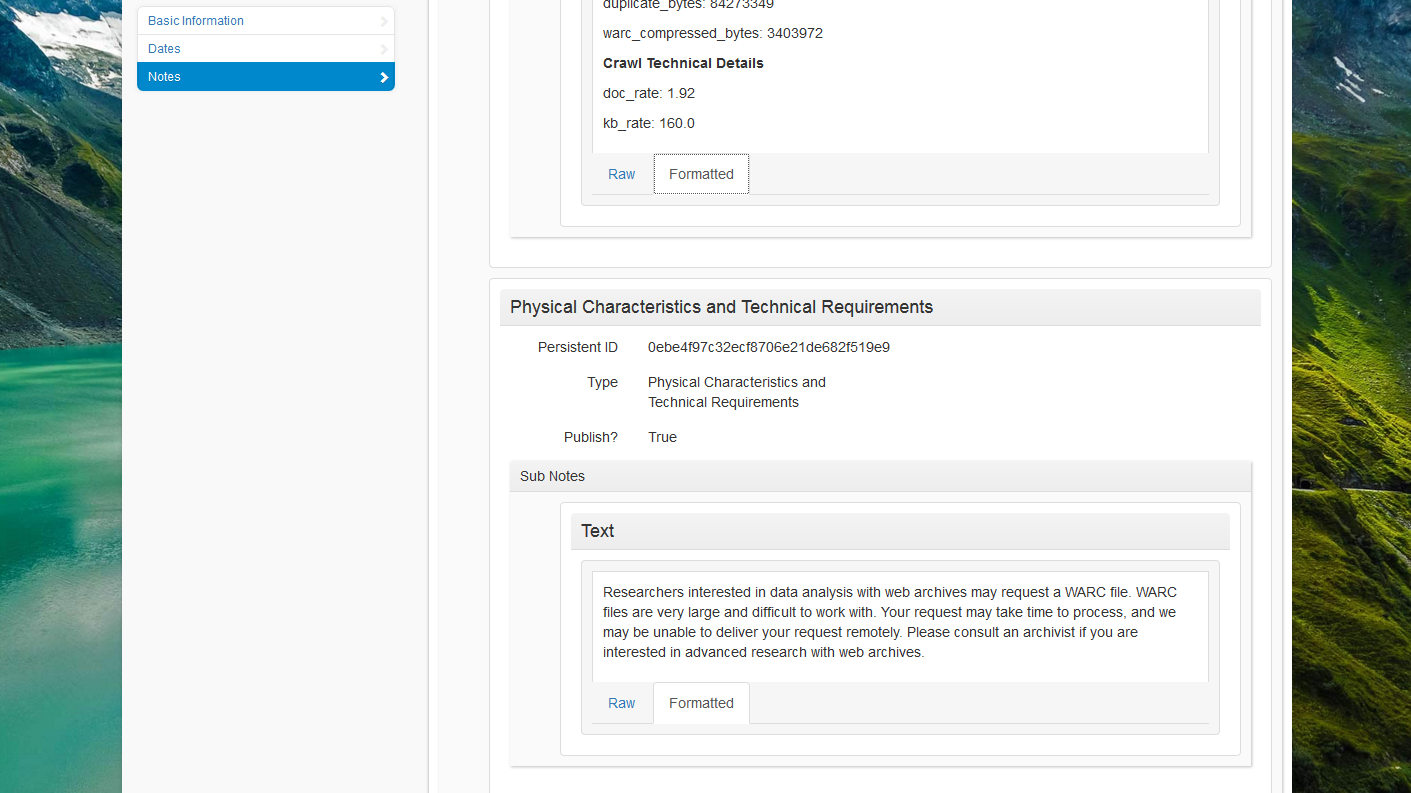 Basic Information
Dates
Notes
duplicate_bytes: 84273349
warc_compressed_bytes: 3403972
Crawl Technical Details
doc_rate: 1.92
kb_rate: 160.0
Raw Formatted
Physical Characteristics and Technical Requirements
Persistent ID 0ebe4f97c32ecf8706e21de682f519e9
Type Physical Characteristics and
Technical Requirements
Publish? True
Sub Notes
Text
Researchers interested in data analysis with web archives may request a WARC file. WARC
files are very large and difficult to work with. Your request may take time to process, and we
may be unable to deliver your request remotely. Please consult an archivist if you are
interested in advanced research with web archives.
Raw Formatted